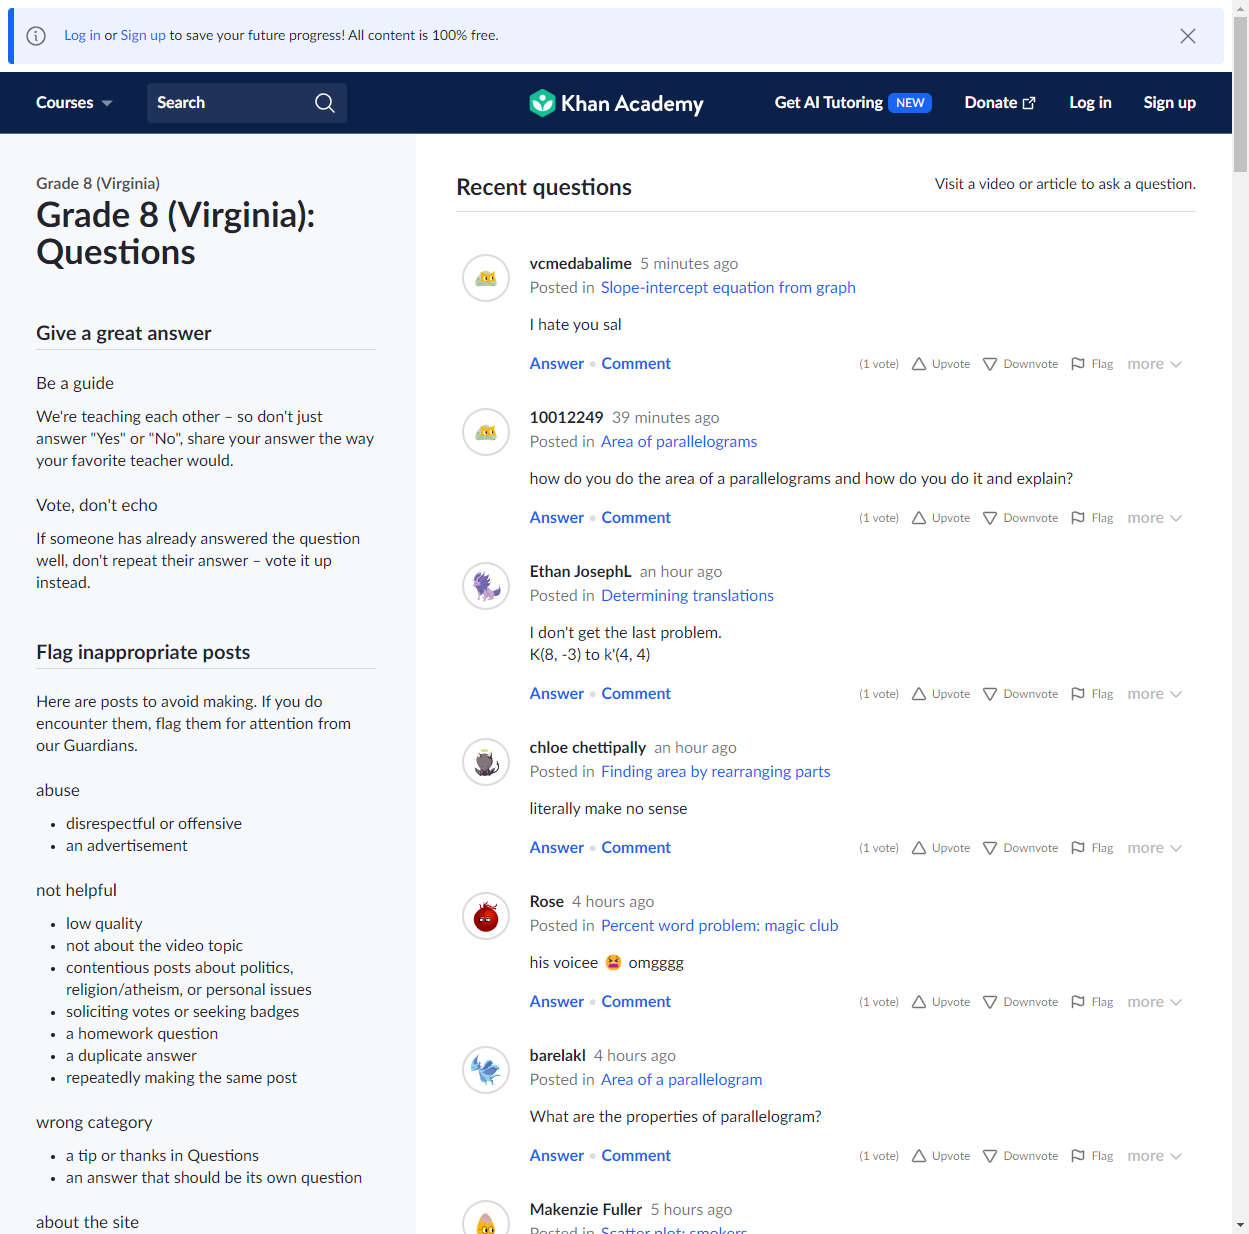 Log in or Sign up to save your future progress! All content is 100% free.
Courses
Search
Khan Academy
Get AI Tutoring NEW
Donate
Log in
Sign up
Grade 8 (Virginia)
Grade 8 (Virginia):
Questions
Give a great answer
Be a guide
We're teaching each other – so don't just
answer "Yes" or "No", share your answer the way
your favorite teacher would.
Vote, don't echo
If someone has already answered the question
well, don't repeat their answer – vote it up
instead.
Flag inappropriate posts
Here are posts to avoid making. If you do
encounter them, flag them for attention from
our Guardians.
abuse
• disrespectful or offensive
• an advertisement
not helpful
• low quality
• not about the video topic
• contentious posts about politics,
religion/atheism, or personal issues
• soliciting votes or seeking badges
• a homework question
• a duplicate answer
• repeatedly making the same post
wrong category
• a tip or thanks in Questions
• an answer that should be its own question
about the site
Recent questions
Visit a video or article to ask a question.
vcmedabalime 5 minutes ago
Posted in Slope-intercept equation from graph
I hate you sal
Answer • Comment (1 vote) Upvote Downvote Flag more
10012249 39 minutes ago
Posted in Area of parallelograms
how do you do the area of a parallelograms and how do you do it and explain?
Answer • Comment (1 vote) Upvote Downvote Flag more
Ethan JosephL an hour ago
Posted in Determining translations
I don't get the last problem.
K(8, -3) to k'(4, 4)
Answer • Comment (1 vote) Upvote Downvote Flag more
chloe chettipally an hour ago
Posted in Finding area by rearranging parts
literally make no sense
Answer • Comment (1 vote) Upvote Downvote Flag more
Rose 4 hours ago
Posted in Percent word problem: magic club
his voicee 😫 omgggg
Answer • Comment (1 vote) Upvote Downvote Flag more
barelakl 4 hours ago
Posted in Area of a parallelogram
What are the properties of parallelogram?
Answer • Comment (1 vote) Upvote Downvote Flag more
Makenzie Fuller 5 hours ago
Posted in Scatter plot: smokers